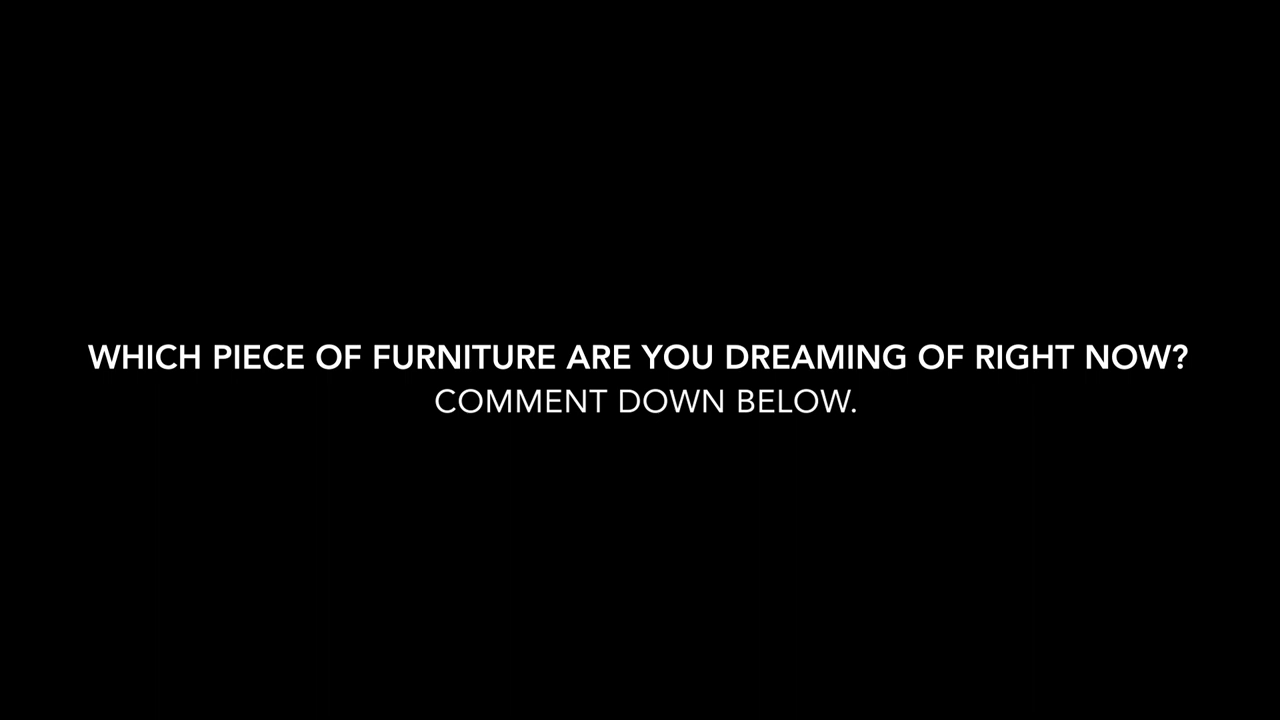 WHICH PIECE OF FURNITURE ARE YOU DREAMING OF RIGHT NOW?
COMMENT DOWN BELOW.